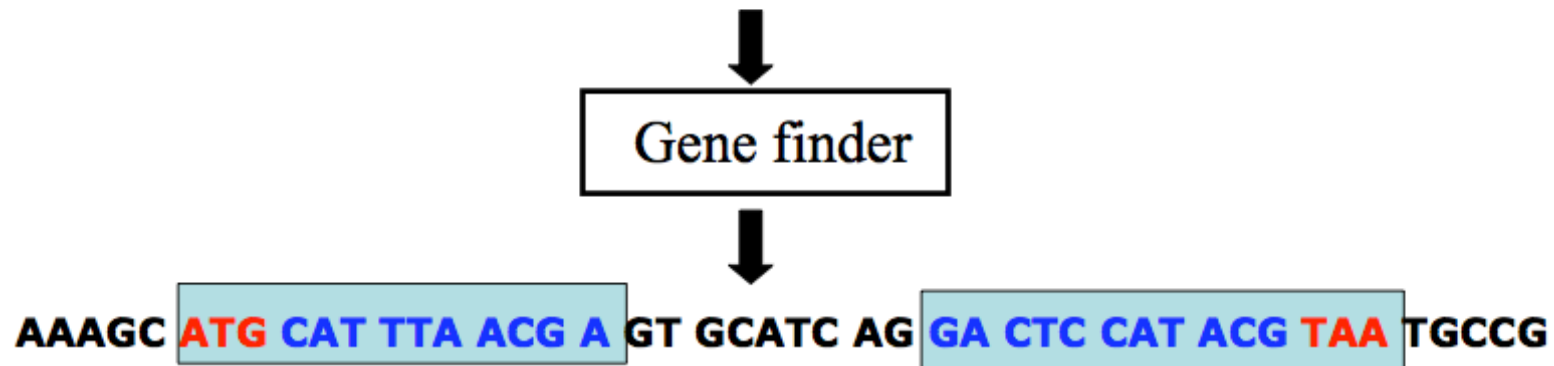 Gene finder
AAAGC ATG CAT TTA ACG A GT GCATC AG GA CTC CAT ACG TAA TGCCG